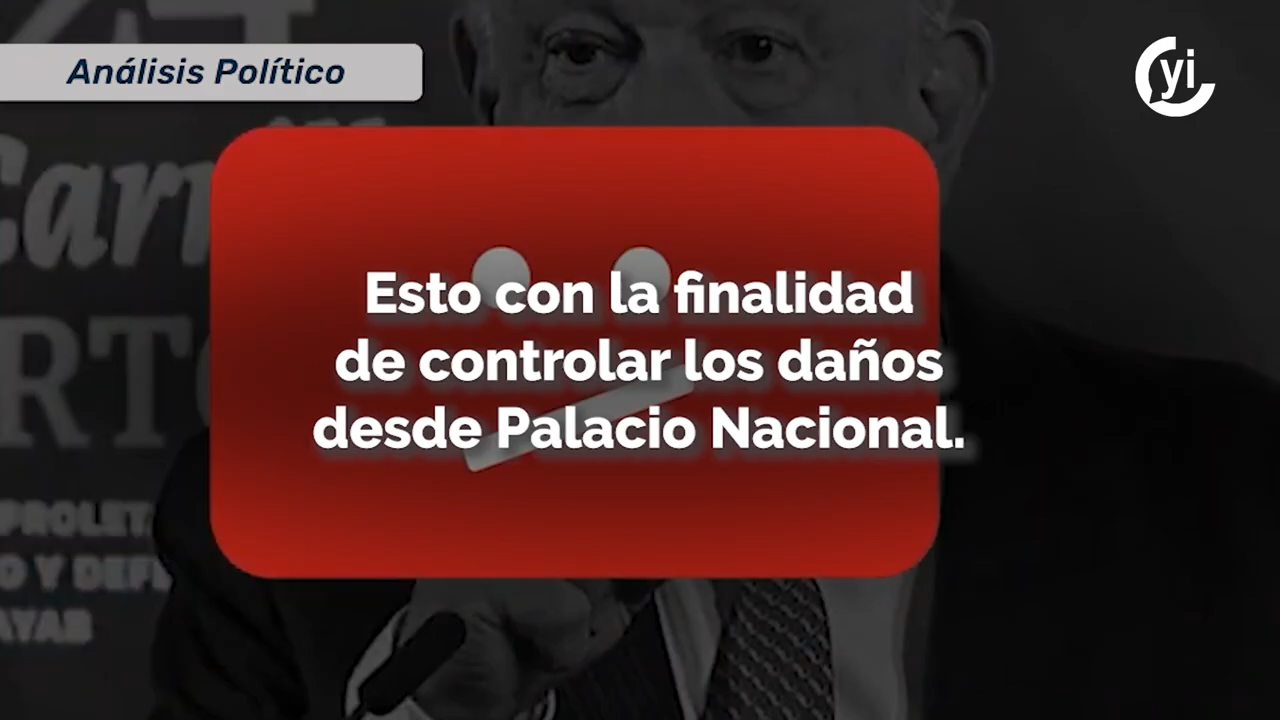 Análisis Político
yi
Esto con la finalidad
de controlar los daños
desde Palacio Nacional.